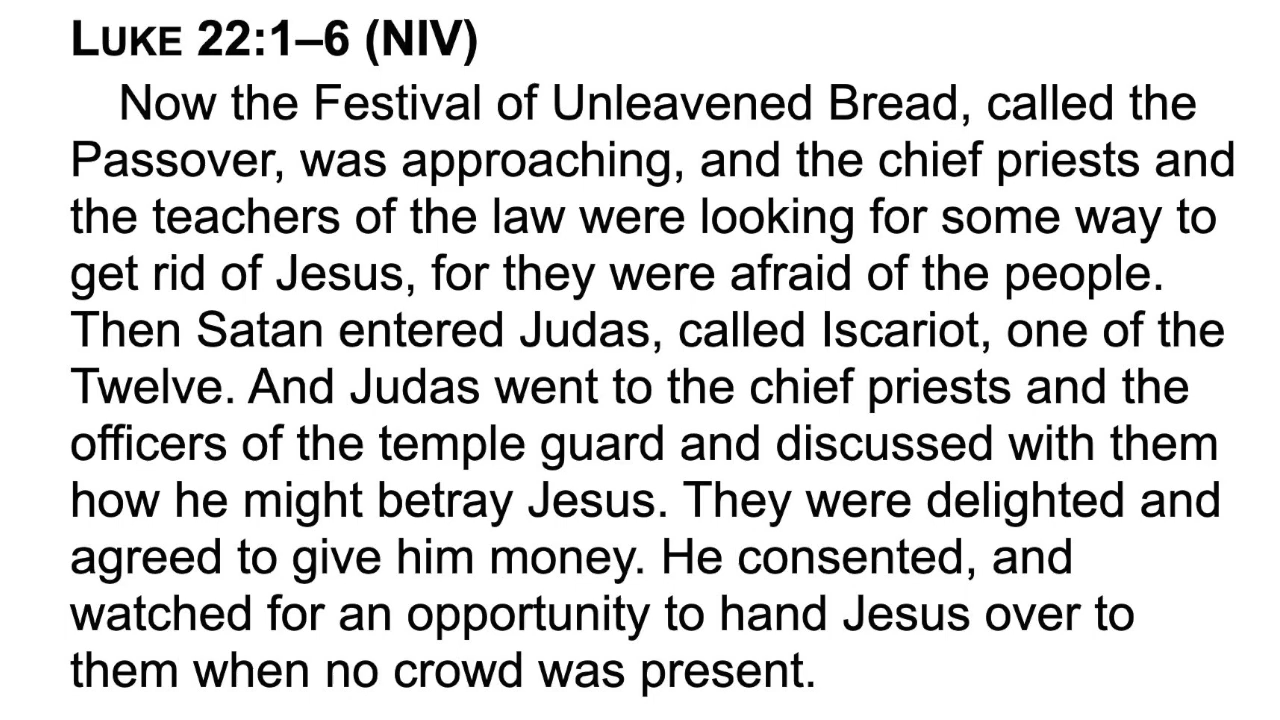 LUKE 22:1–6 (NIV)
Now the Festival of Unleavened Bread, called the
Passover, was approaching, and the chief priests and
the teachers of the law were looking for some way to
get rid of Jesus, for they were afraid of the people.
Then Satan entered Judas, called Iscariot, one of the
Twelve. And Judas went to the chief priests and the
officers of the temple guard and discussed with them
how he might betray Jesus. They were delighted and
agreed to give him money. He consented, and
watched for an opportunity to hand Jesus over to
them when no crowd was present.